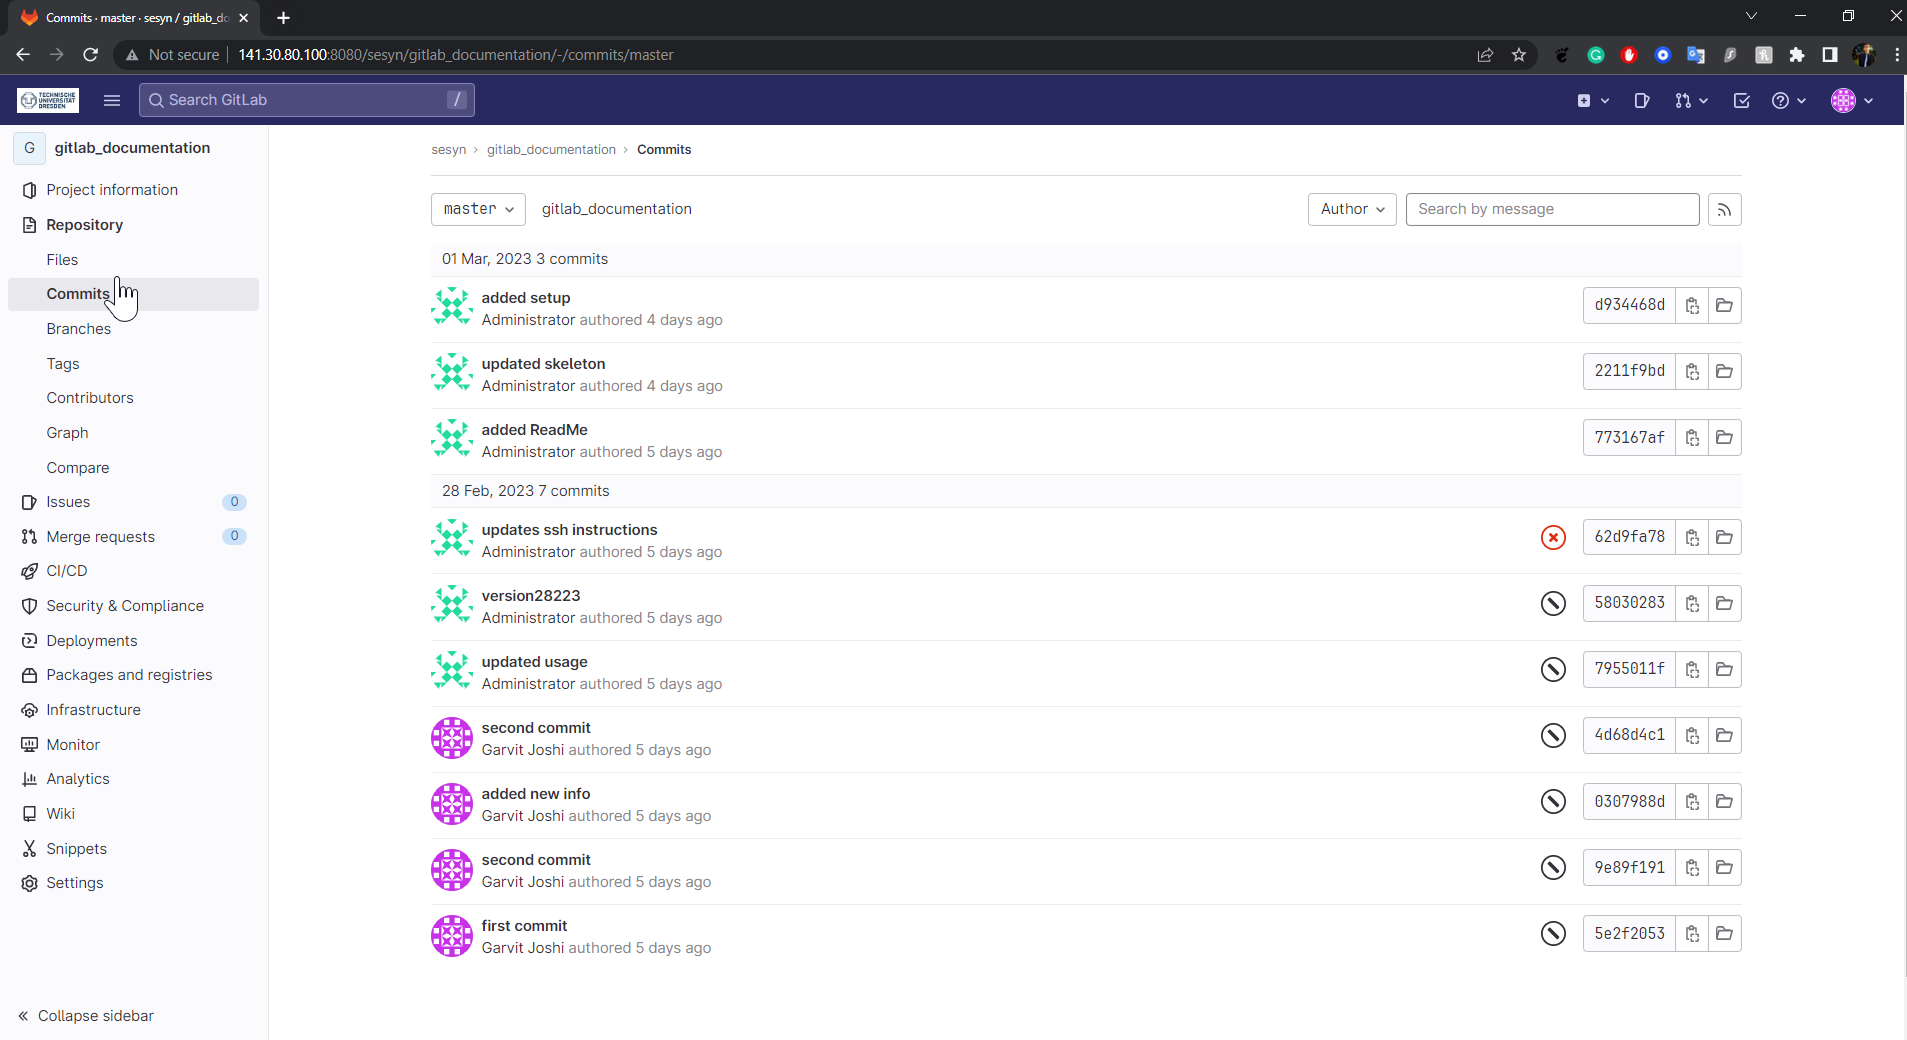 Commits · master · sesyn / gitlab_do
Not secure
141.30.80.100:8080/sesyn/gitlab_documentation/-/commits/master
TECHNISCHE
UNIVERSITÄT
DRESDEN
Search GitLab
/
G
gitlab_documentation
Project information
Repository
Files
Commits
Branches
Tags
Contributors
Graph
Compare
Issues 0
Merge requests 0
CI/CD
Security & Compliance
Deployments
Packages and registries
Infrastructure
Monitor
Analytics
Wiki
Snippets
Settings
Collapse sidebar
sesyn › gitlab_documentation › Commits
master
gitlab_documentation
Author
Search by message
01 Mar, 2023 3 commits
added setup
Administrator authored 4 days ago
d934468d
updated skeleton
Administrator authored 4 days ago
2211f9bd
added ReadMe
Administrator authored 5 days ago
773167af
28 Feb, 2023 7 commits
updates ssh instructions
Administrator authored 5 days ago
62d9fa78
version28223
Administrator authored 5 days ago
58030283
updated usage
Administrator authored 5 days ago
7955011f
second commit
Garvit Joshi authored 5 days ago
4d68d4c1
added new info
Garvit Joshi authored 5 days ago
0307988d
second commit
Garvit Joshi authored 5 days ago
9e89f191
first commit
Garvit Joshi authored 5 days ago
5e2f2053